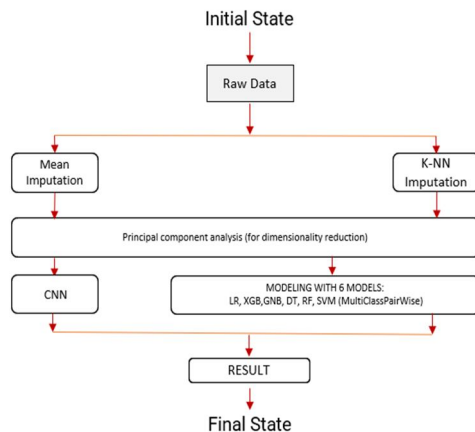 Initial State
Raw Data
Mean
Imputation
K-NN
Imputation
Principal component analysis (for dimensionality reduction)
CNN
MODELING WITH 6 MODELS:
LR, XGB,GNB, DT, RF, SVM (MultiClassPairWise)
RESULT
Final State